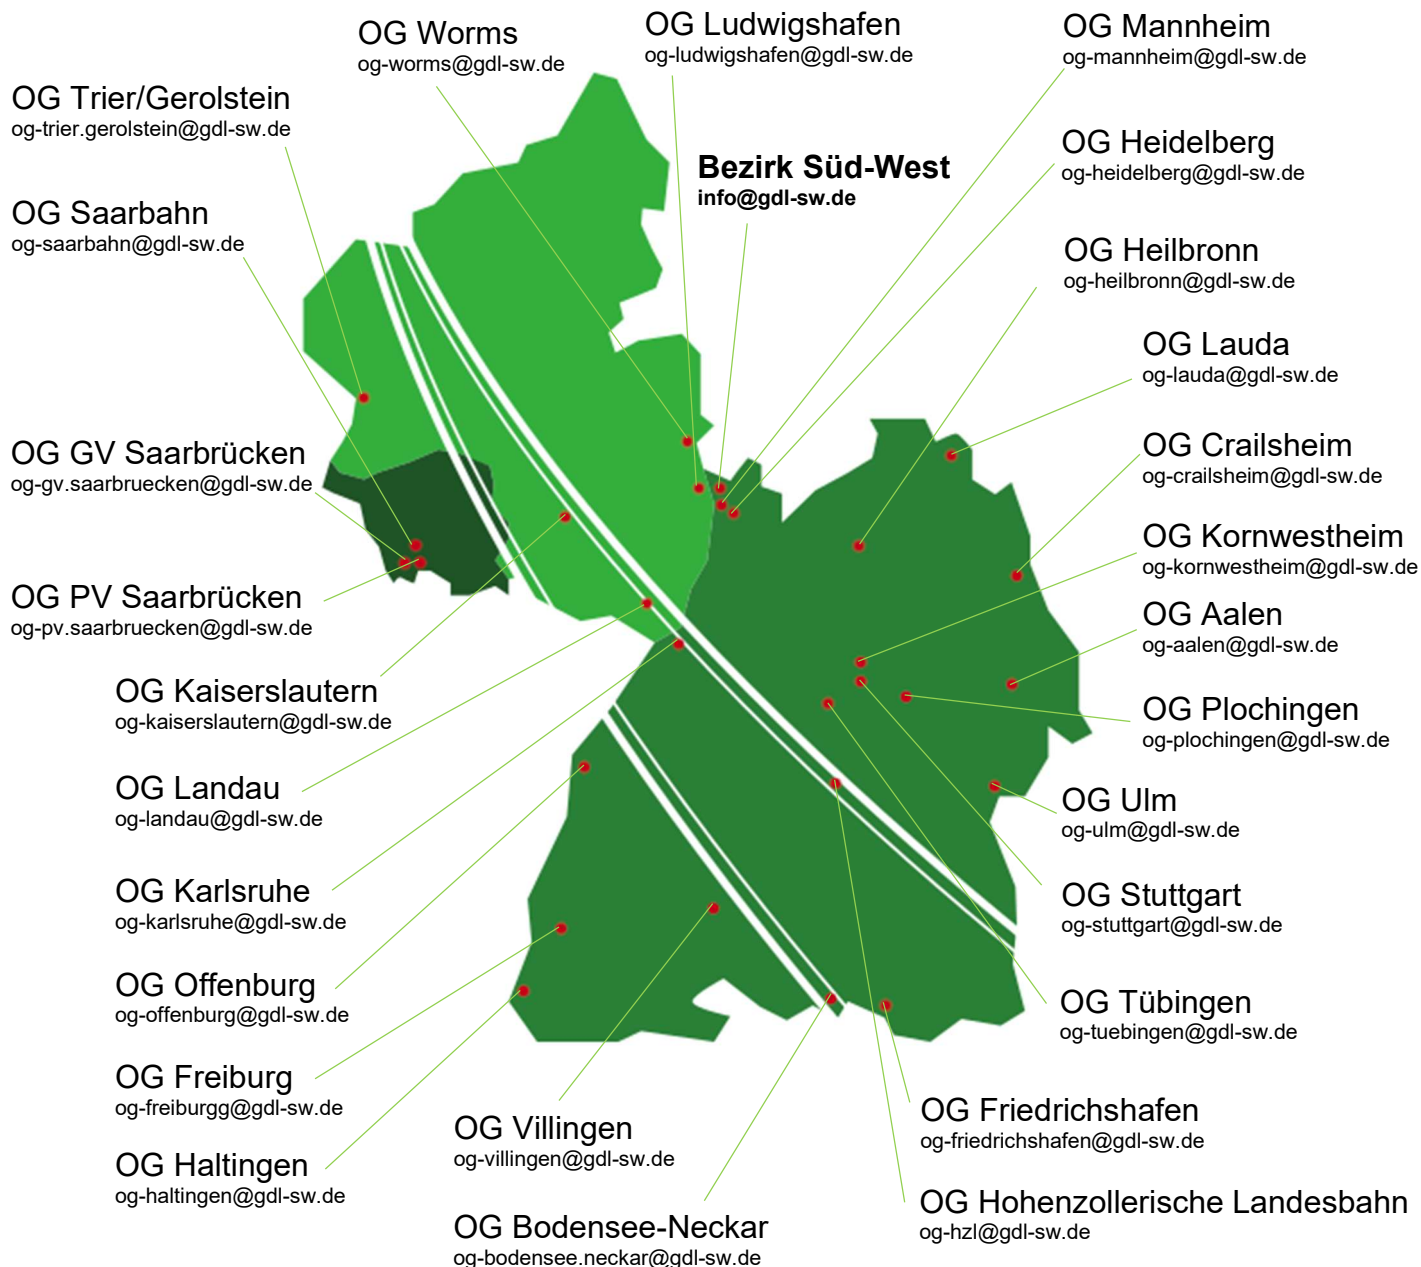 OG Worms
og-worms@gdl-sw.de
OG Ludwigshafen
og-ludwigshafen@gdl-sw.de
OG Mannheim
og-mannheim@gdl-sw.de
OG Trier/Gerolstein
og-trier.gerolstein@gdl-sw.de
Bezirk Süd-West
info@gdl-sw.de
OG Heidelberg
og-heidelberg@gdl-sw.de
OG Saarbahn
og-saarbahn@gdl-sw.de
OG Heilbronn
og-heilbronn@gdl-sw.de
OG Lauda
og-lauda@gdl-sw.de
OG GV Saarbrücken
og-gv.saarbruecken@gdl-sw.de
OG Crailsheim
og-crailsheim@gdl-sw.de
OG Kornwestheim
og-kornwestheim@gdl-sw.de
OG PV Saarbrücken
og-pv.saarbruecken@gdl-sw.de
OG Aalen
og-aalen@gdl-sw.de
OG Kaiserslautern
og-kaiserslautern@gdl-sw.de
OG Plochingen
og-plochingen@gdl-sw.de
OG Landau
og-landau@gdl-sw.de
OG Ulm
og-ulm@gdl-sw.de
OG Karlsruhe
og-karlsruhe@gdl-sw.de
OG Stuttgart
og-stuttgart@gdl-sw.de
OG Offenburg
og-offenburg@gdl-sw.de
OG Tübingen
og-tuebingen@gdl-sw.de
OG Freiburg
og-freiburgg@gdl-sw.de
OG Villingen
og-villingen@gdl-sw.de
OG Friedrichshafen
og-friedrichshafen@gdl-sw.de
OG Haltingen
og-haltingen@gdl-sw.de
OG Bodensee-Neckar
og-bodensee.neckar@gdl-sw.de
OG Hohenzollerische Landesbahn
og-hzl@gdl-sw.de